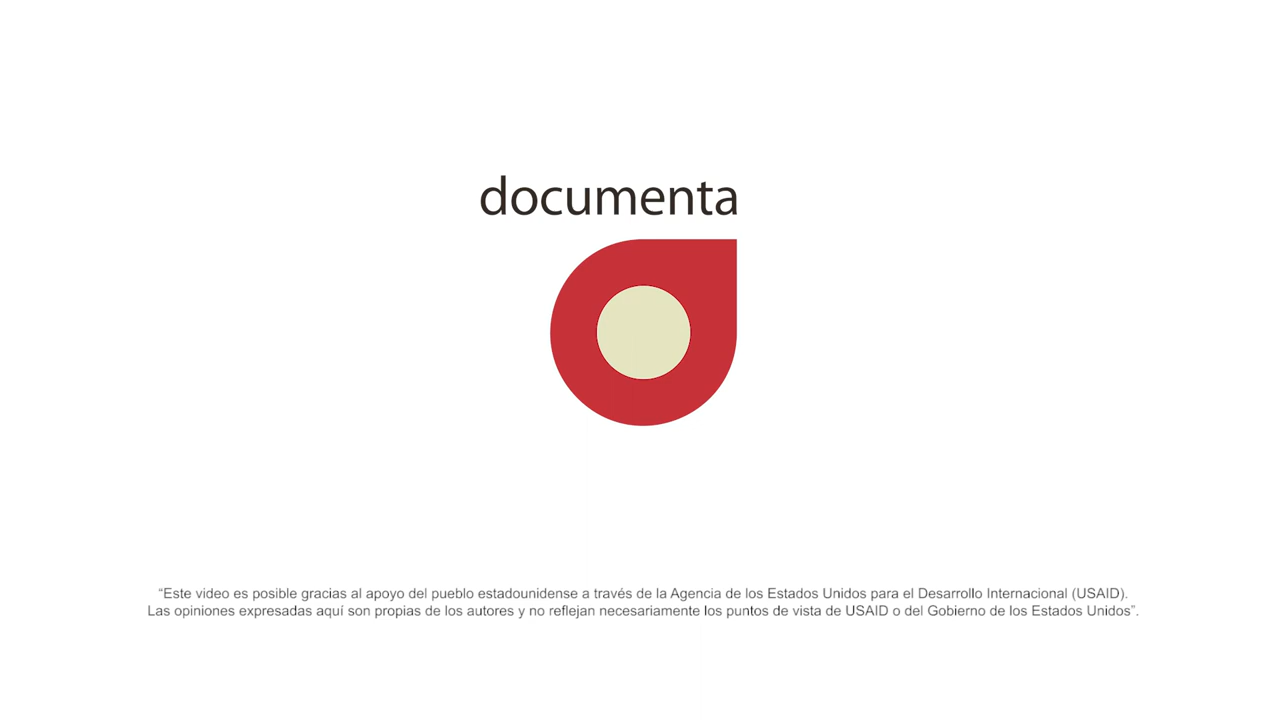 documenta
“Este video es posible gracias al apoyo del pueblo estadounidense a través de la Agencia de los Estados Unidos para el Desarrollo Internacional (USAID).
Las opiniones expresadas aquí son propias de los autores y no reflejan necesariamente los puntos de vista de USAID o del Gobierno de los Estados Unidos”.